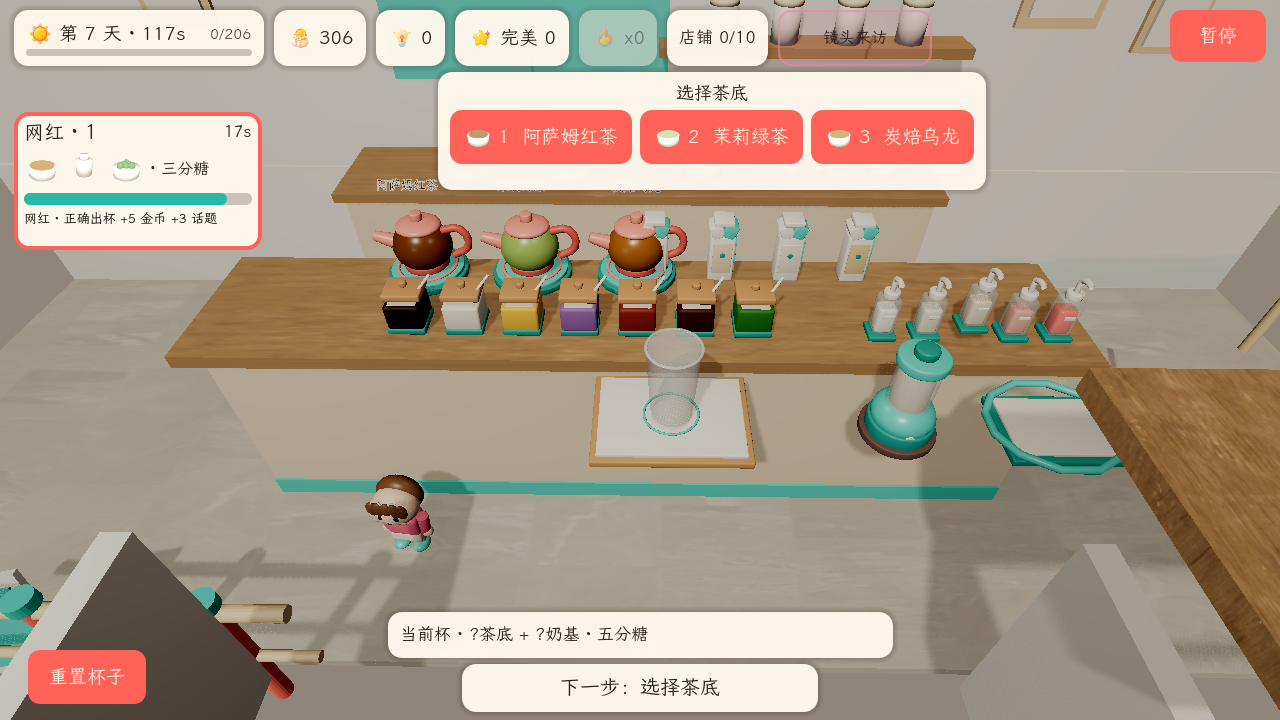 第 7 天·117s
0/206
306
0
完美 0
x0
店铺 0/10
镜头来访
暂停
选择茶底
1 阿萨姆红茶
2 茉莉绿茶
3 炭焙乌龙
网红·1
17s
·三分糖
网红·正确出杯 +5 金币 +3 话题
阿萨姆红茶
当前杯·?茶底 + ?奶基·五分糖
下一步: 选择茶底
重置杯子